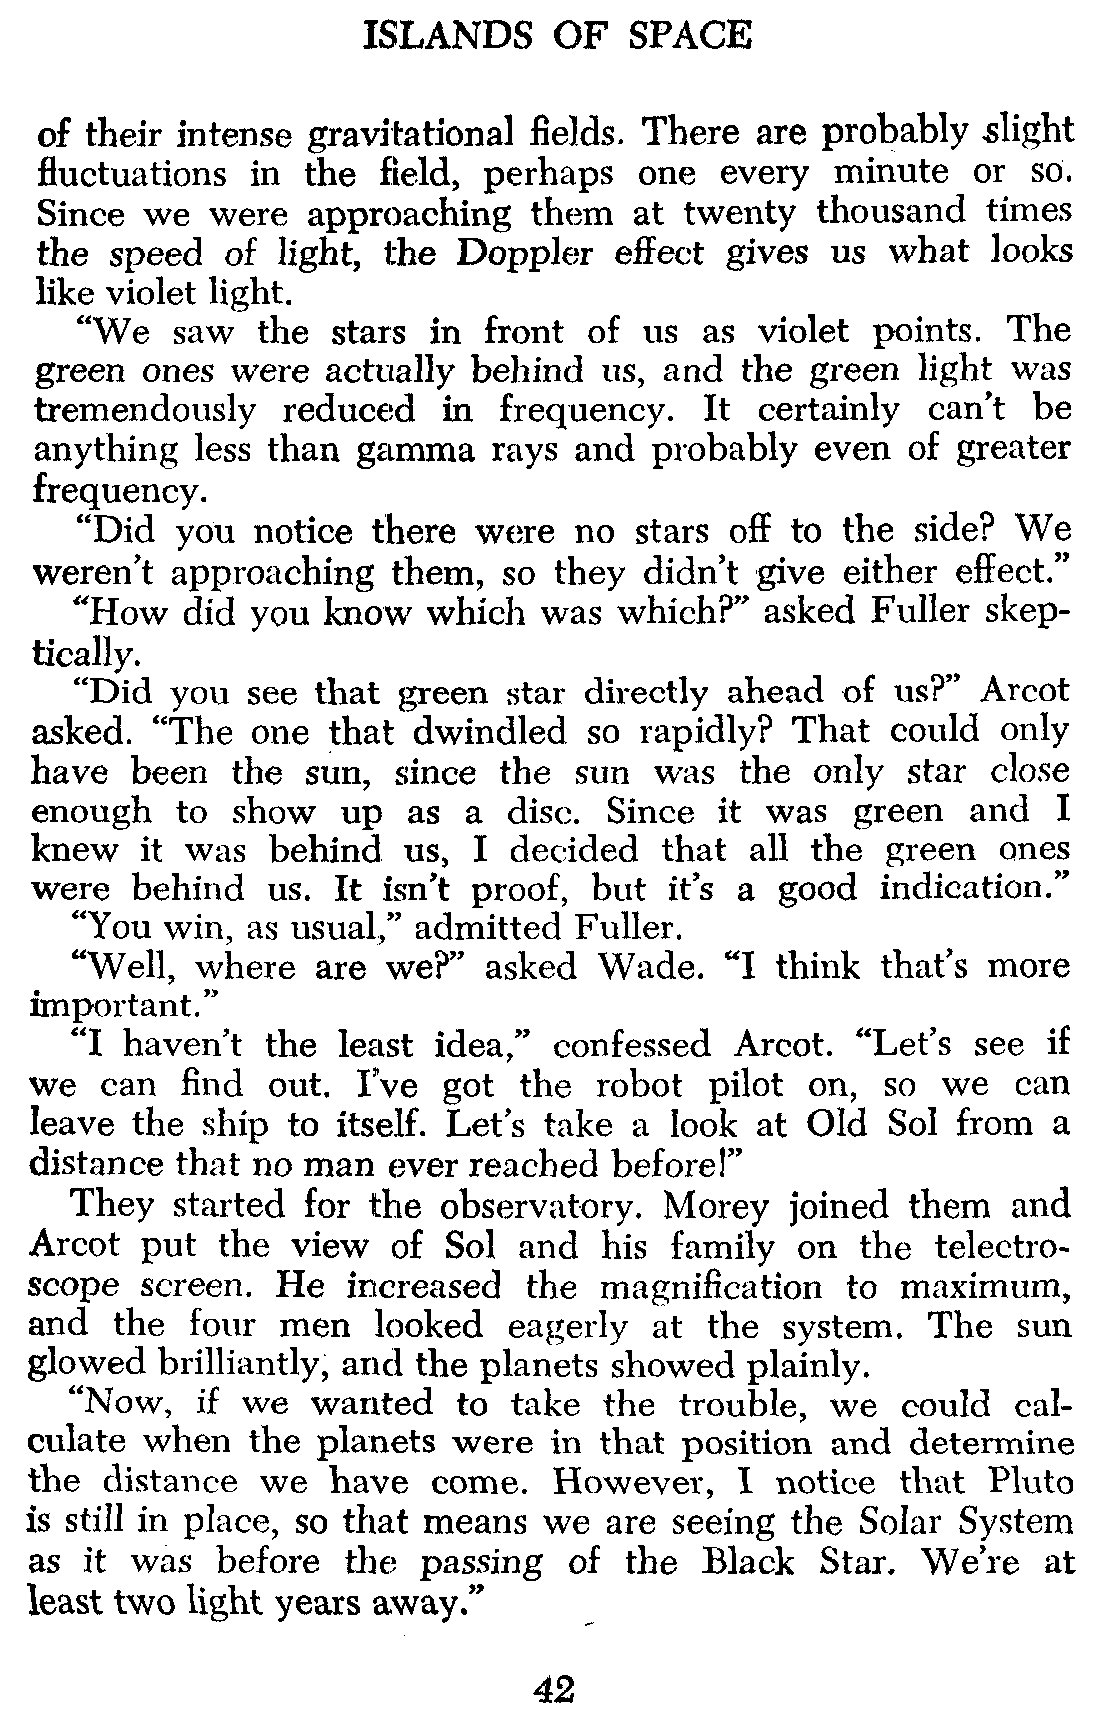 ISLANDS OF SPACE
of their intense gravitational fields. There are probably slight
fluctuations in the field, perhaps one every minute or so.
Since we were approaching them at twenty thousand times
the speed of light, the Doppler effect gives us what looks
like violet light.
“We saw the stars in front of us as violet points. The
green ones were actually behind us, and the green light was
tremendously reduced in frequency. It certainly can’t be
anything less than gamma rays and probably even of greater
frequency.
“Did you notice there were no stars off to the side? We
weren’t approaching them, so they didn’t give either effect.”
“How did you know which was which?” asked Fuller skep-
tically.
“Did you see that green star directly ahead of us?” Arcot
asked. “The one that dwindled so rapidly? That could only
have been the sun, since the sun was the only star close
enough to show up as a disc. Since it was green and I
knew it was behind us, I decided that all the green ones
were behind us. It isn’t proof, but it’s a good indication.”
“You win, as usual,” admitted Fuller.
“Well, where are we?” asked Wade. “I think that’s more
important.”
“I haven’t the least idea,” confessed Arcot. “Let’s see if
we can find out. I’ve got the robot pilot on, so we can
leave the ship to itself. Let’s take a look at Old Sol from a
distance that no man ever reached before!”
They started for the observatory. Morey joined them and
Arcot put the view of Sol and his family on the telectro-
scope screen. He increased the magnification to maximum,
and the four men looked eagerly at the system. The sun
glowed brilliantly, and the planets showed plainly.
“Now, if we wanted to take the trouble, we could cal-
culate when the planets were in that position and determine
the distance we have come. However, I notice that Pluto
is still in place, so that means we are seeing the Solar System
as it was before the passing of the Black Star. We’re at
least two light years away.”
42